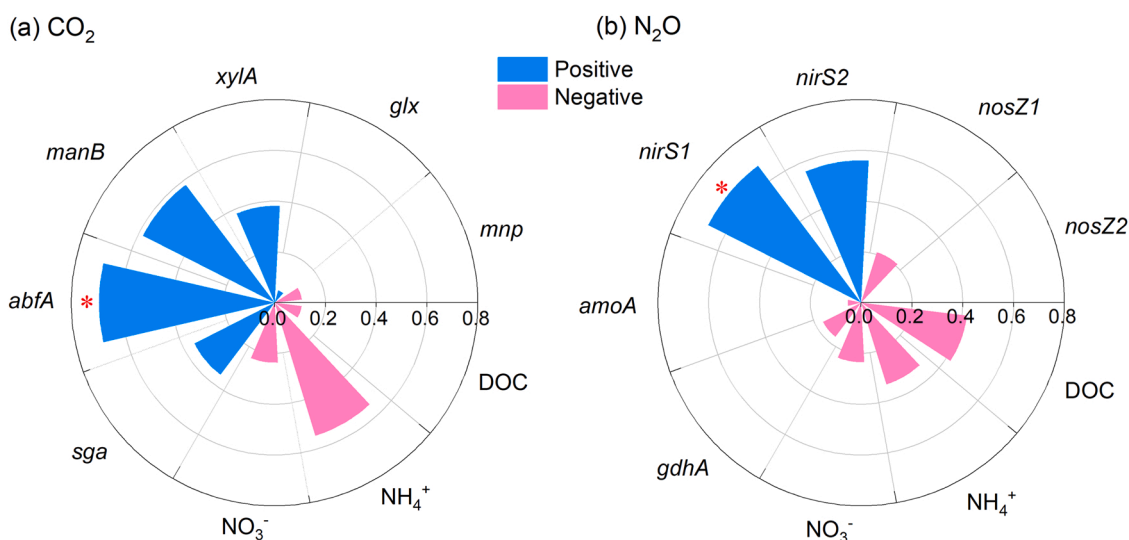 (a) CO₂
(b) N₂O
Positive
Negative
xylA
glx
manB
mnp
abfA
*
0.0 0.2 0.4 0.6 0.8
DOC
sga
NH₄⁺
NO₃⁻
nirS2
nosZ1
nirS1
*
nosZ2
amoA
0.0 0.2 0.4 0.6 0.8
DOC
gdhA
NH₄⁺
NO₃⁻